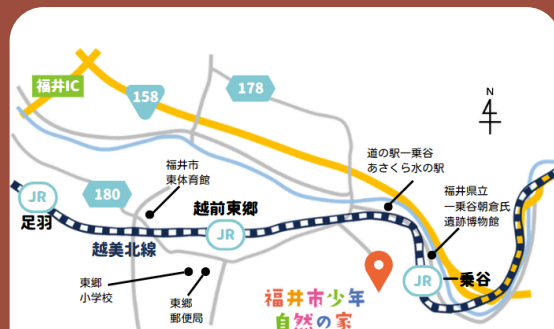 福井IC
158
178
N
道の駅一乗谷
あさくら水の駅
福井市
東体育館
福井県立
一乗谷朝倉氏
遺跡博物館
180
JR
足羽
越前東郷
JR
越美北線
JR
一乗谷
東郷
小学校
東郷
郵便局
福井市少年
自然の家